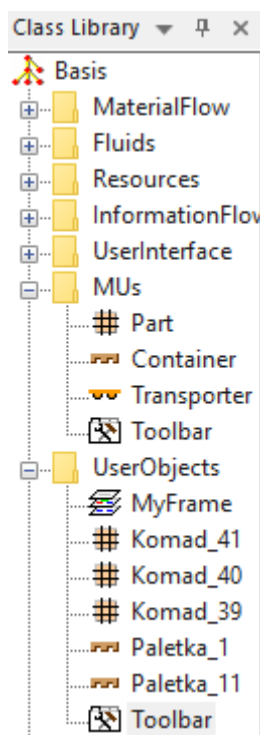 Class Library
Basis
MaterialFlow
Fluids
Resources
InformationFlov
UserInterface
MUs
Part
Container
Transporter
Toolbar
UserObjects
MyFrame
Komad_41
Komad_40
Komad_39
Paletka_1
Paletka_11
Toolbar